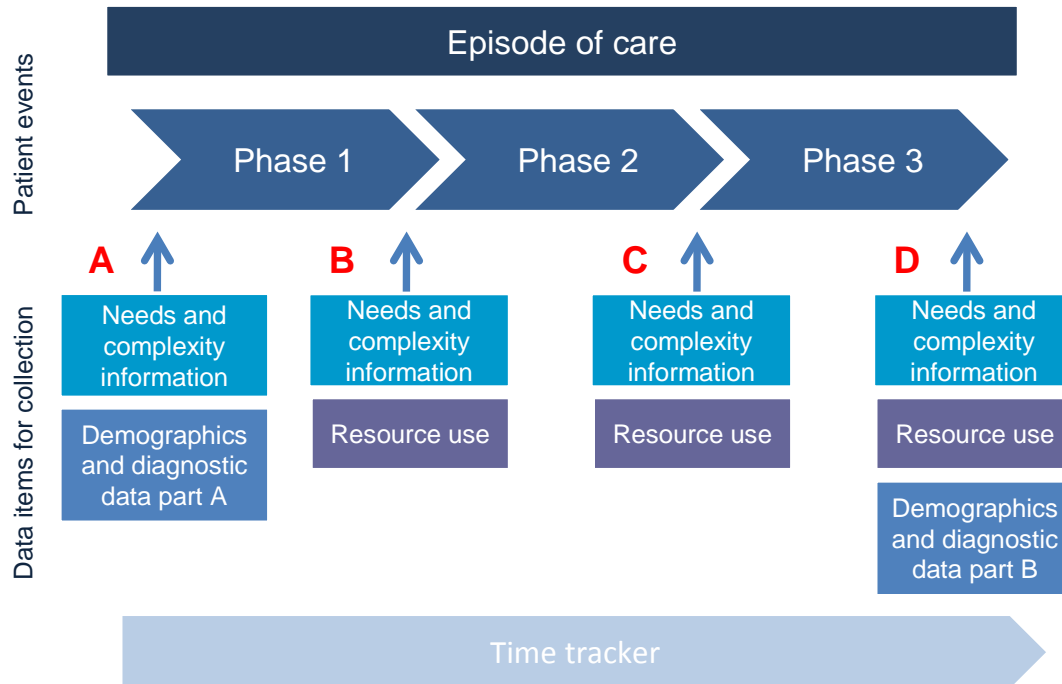 Episode of care
Patient events
Phase 1
Phase 2
Phase 3
A
B
C
D
Data items for collection
Needs and
complexity
information
Needs and
complexity
information
Needs and
complexity
information
Needs and
complexity
information
Demographics
and diagnostic
data part A
Resource use
Resource use
Resource use
Demographics
and diagnostic
data part B
Time tracker